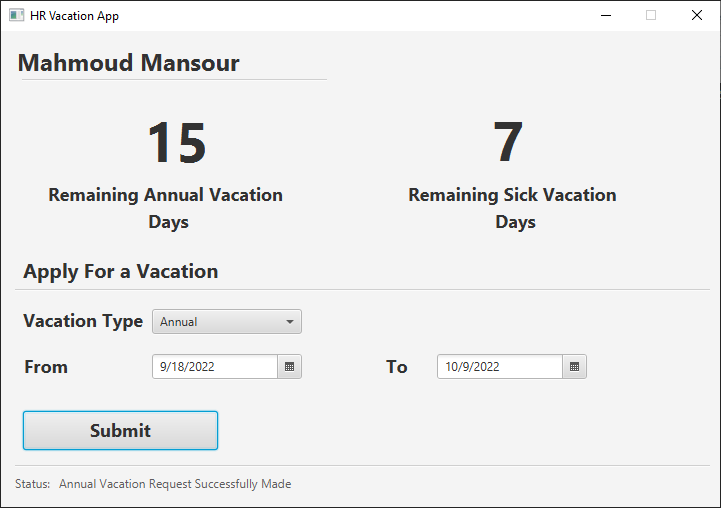 HR Vacation App
Mahmoud Mansour
15
Remaining Annual Vacation
Days
7
Remaining Sick Vacation
Days
Apply For a Vacation
Vacation Type Annual
From 9/18/2022 To 10/9/2022
Submit
Status: Annual Vacation Request Successfully Made